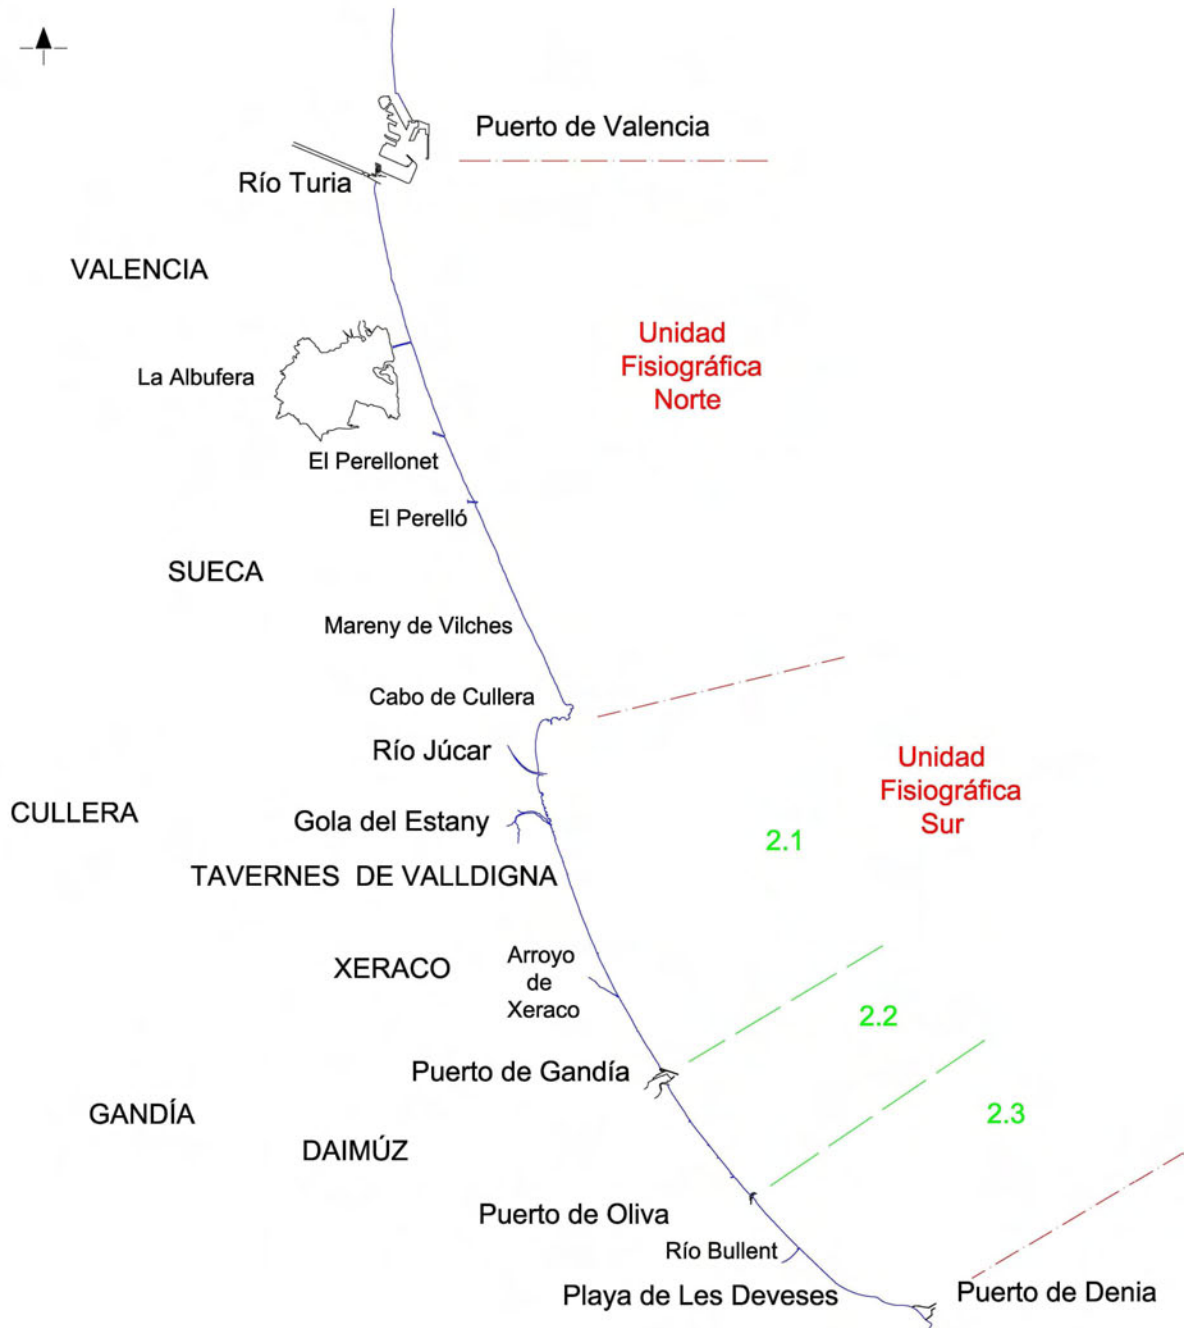 Puerto de Valencia
Río Turia
VALENCIA
Unidad
Fisiográfica
Norte
La Albufera
El Perellonet
El Perelló
SUECA
Mareny de Vilches
Cabo de Cullera
Río Júcar
Unidad
Fisiográfica
Sur
CULLERA
Gola del Estany
2.1
TAVERNES DE VALLDIGNA
XERACO
Arroyo
de
Xeraco
2.2
Puerto de Gandía
GANDÍA
2.3
DAIMÚZ
Puerto de Oliva
Río Bullent
Playa de Les Deveses
Puerto de Denia